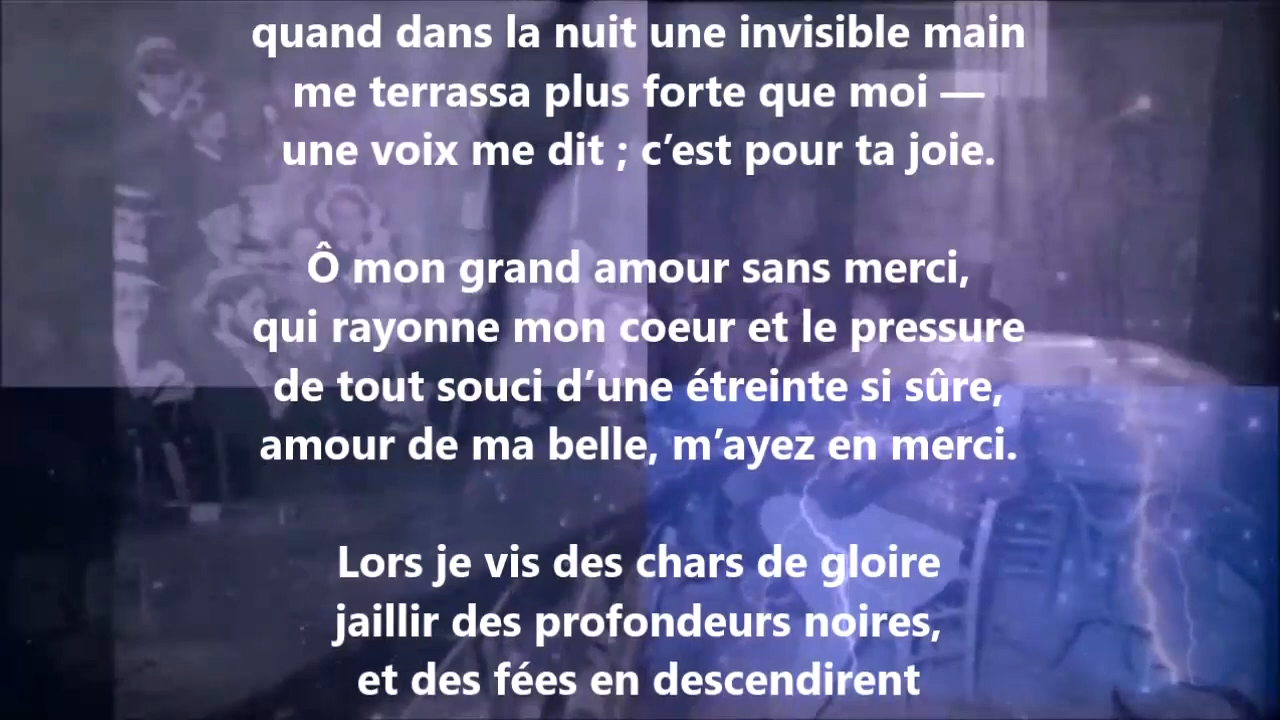 quand dans la nuit une invisible main
me terrassa plus forte que moi —
une voix me dit ; c’est pour ta joie.
Ô mon grand amour sans merci,
qui rayonne mon coeur et le pressure
de tout souci d’une étreinte si sûre,
amour de ma belle, m’ayez en merci.
Lors je vis des chars de gloire
jaillir des profondeurs noires,
et des fées en descendirent